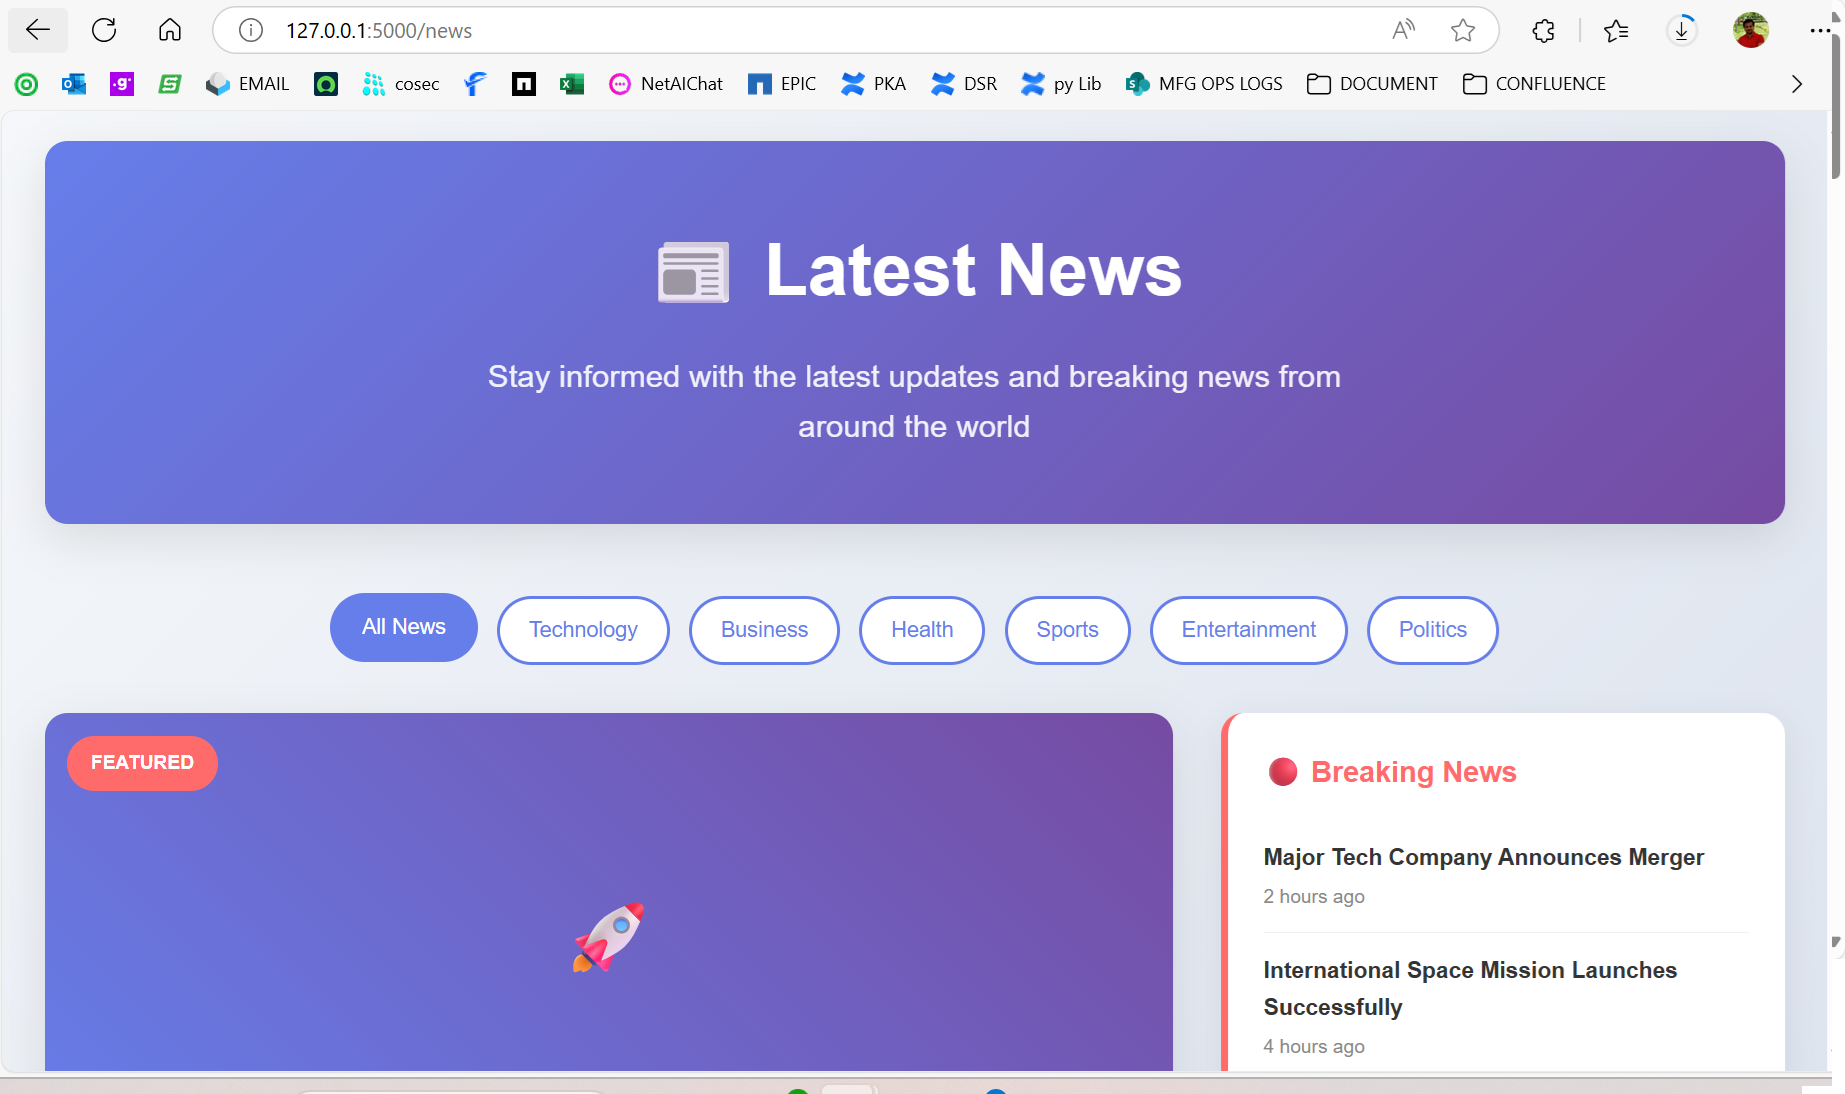 127.0.0.1:5000/news
EMAIL
cosec
NetAIChat
EPIC
PKA
DSR
py Lib
MFG OPS LOGS
DOCUMENT
CONFLUENCE
Latest News
Stay informed with the latest updates and breaking news from
around the world
All News
Technology
Business
Health
Sports
Entertainment
Politics
FEATURED
Breaking News
Major Tech Company Announces Merger
2 hours ago
International Space Mission Launches
Successfully
4 hours ago